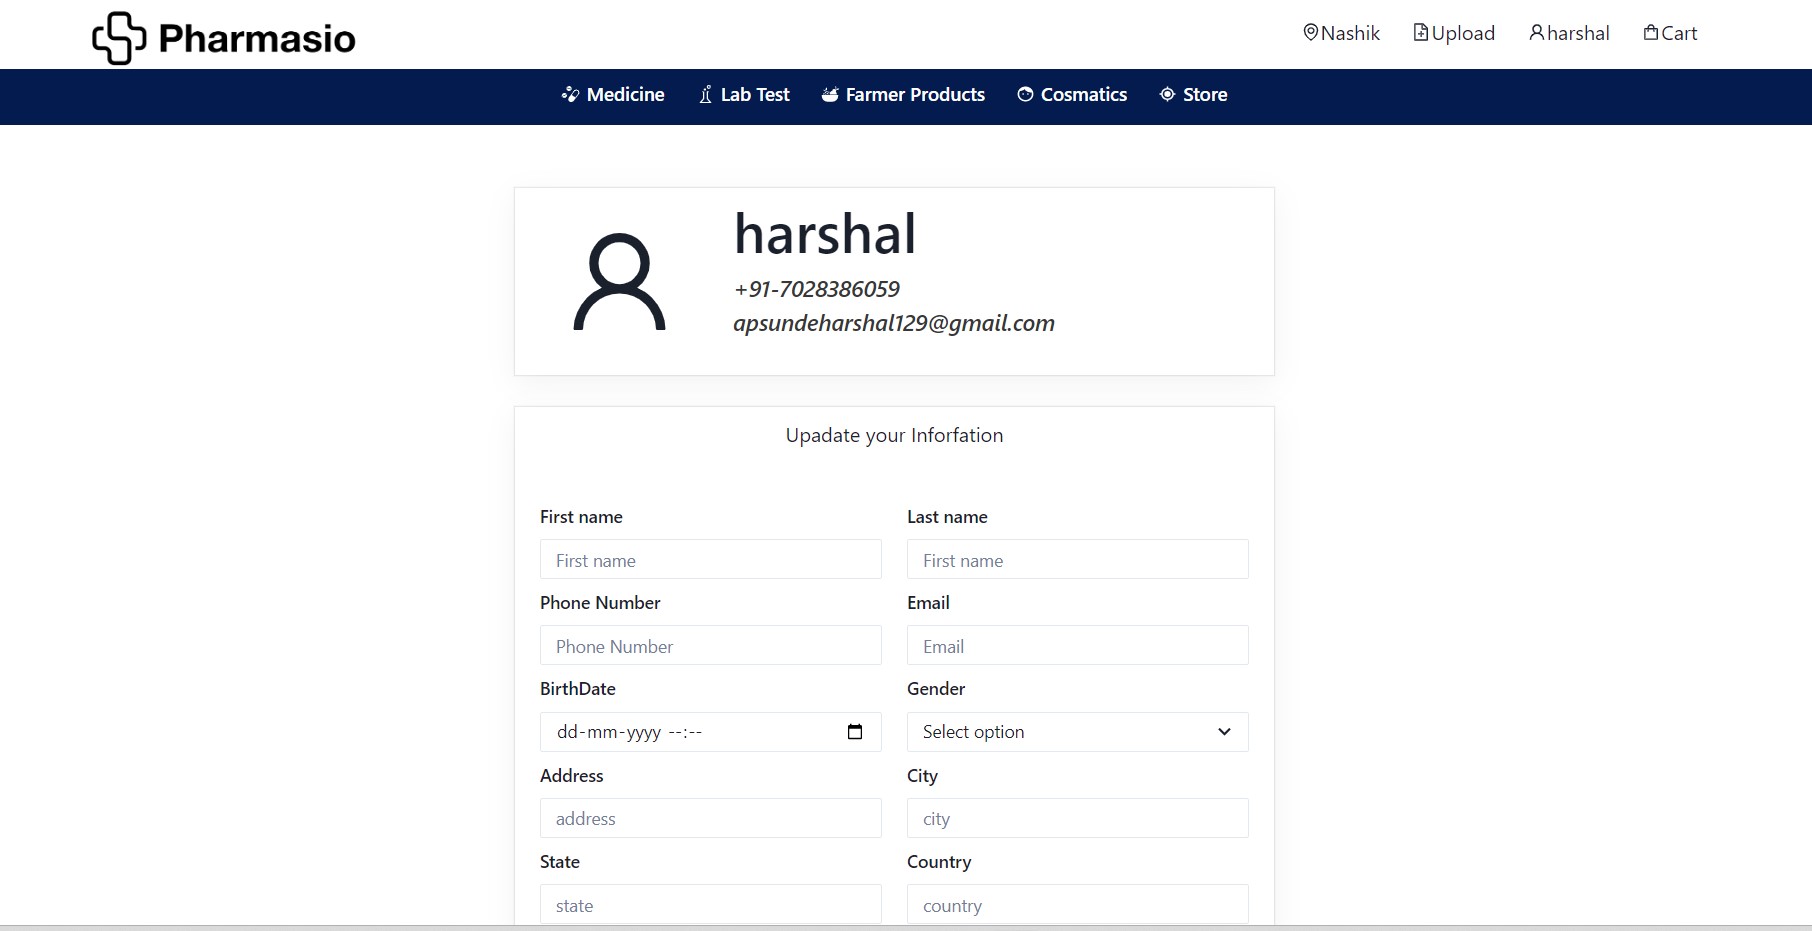 Pharmasio
Nashik Upload harshal Cart
Medicine Lab Test Farmer Products Cosmatics Store
harshal
+91-7028386059
apsundeharshal129@gmail.com
Upadate your Inforfation
First name Last name
First name First name
Phone Number Email
Phone Number Email
BirthDate Gender
dd-mm-yyyy --:-- Select option
Address City
address city
State Country
state country